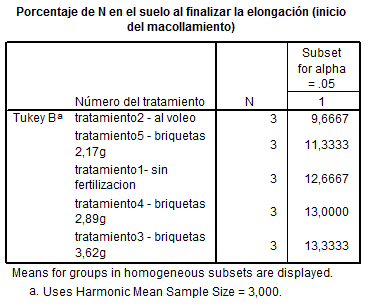 Porcentaje de N en el suelo al finalizar la elongación (inicio
del macollamiento)
Subset
for alpha
= .05
Número del tratamiento N 1
Tukey Ba tratamiento2 - al voleo 3 9,6667
tratamiento5 - briquetas
2,17g 3 11,3333
tratamiento1- sin
fertilizacion 3 12,6667
tratamiento4 - briquetas
2,89g 3 13,0000
tratamiento3 - briquetas
3,62g 3 13,3333
Means for groups in homogeneous subsets are displayed.
a. Uses Harmonic Mean Sample Size = 3,000.